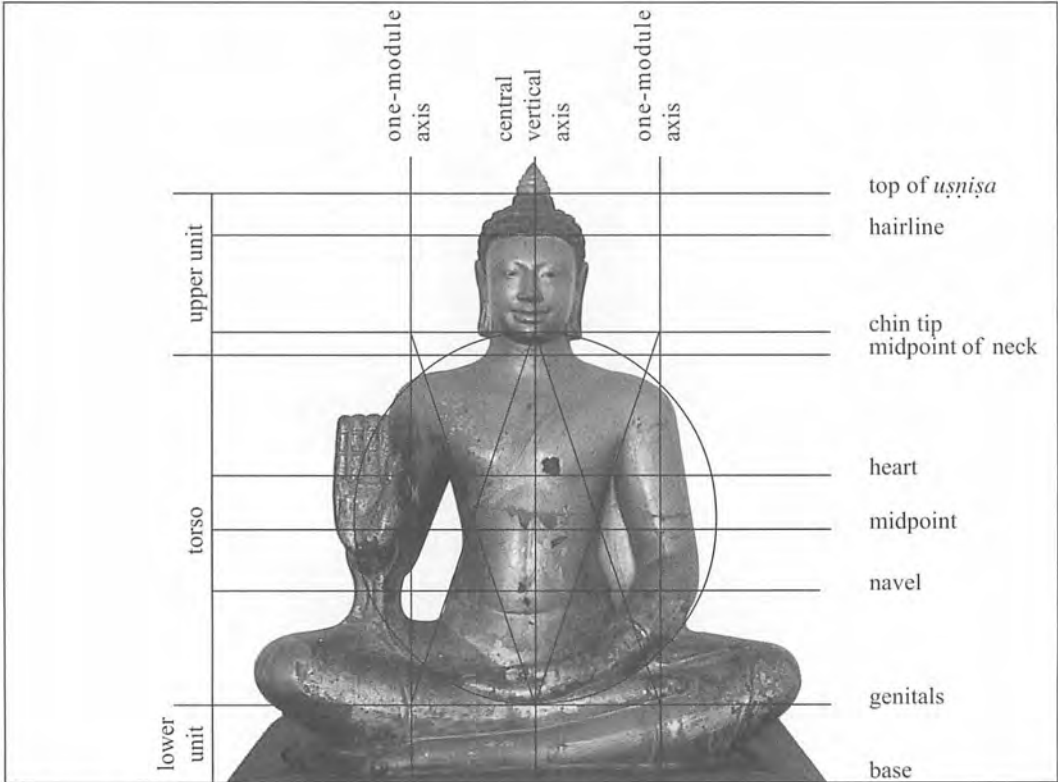 one-module
axis
central
vertical
axis
one-module
axis
top of uṣṇiṣa
hairline
chin tip
midpoint of neck
heart
midpoint
navel
genitals
base
upper unit
torso
lower
unit